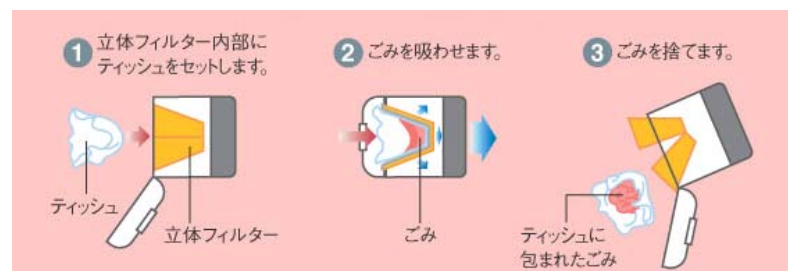 1 立体フィルター内部に
ティッシュをセットします。
2 ごみを吸わせます。
3 ごみを捨てます。
ティッシュ
立体フィルター
ごみ
ティッシュに
包まれたごみ